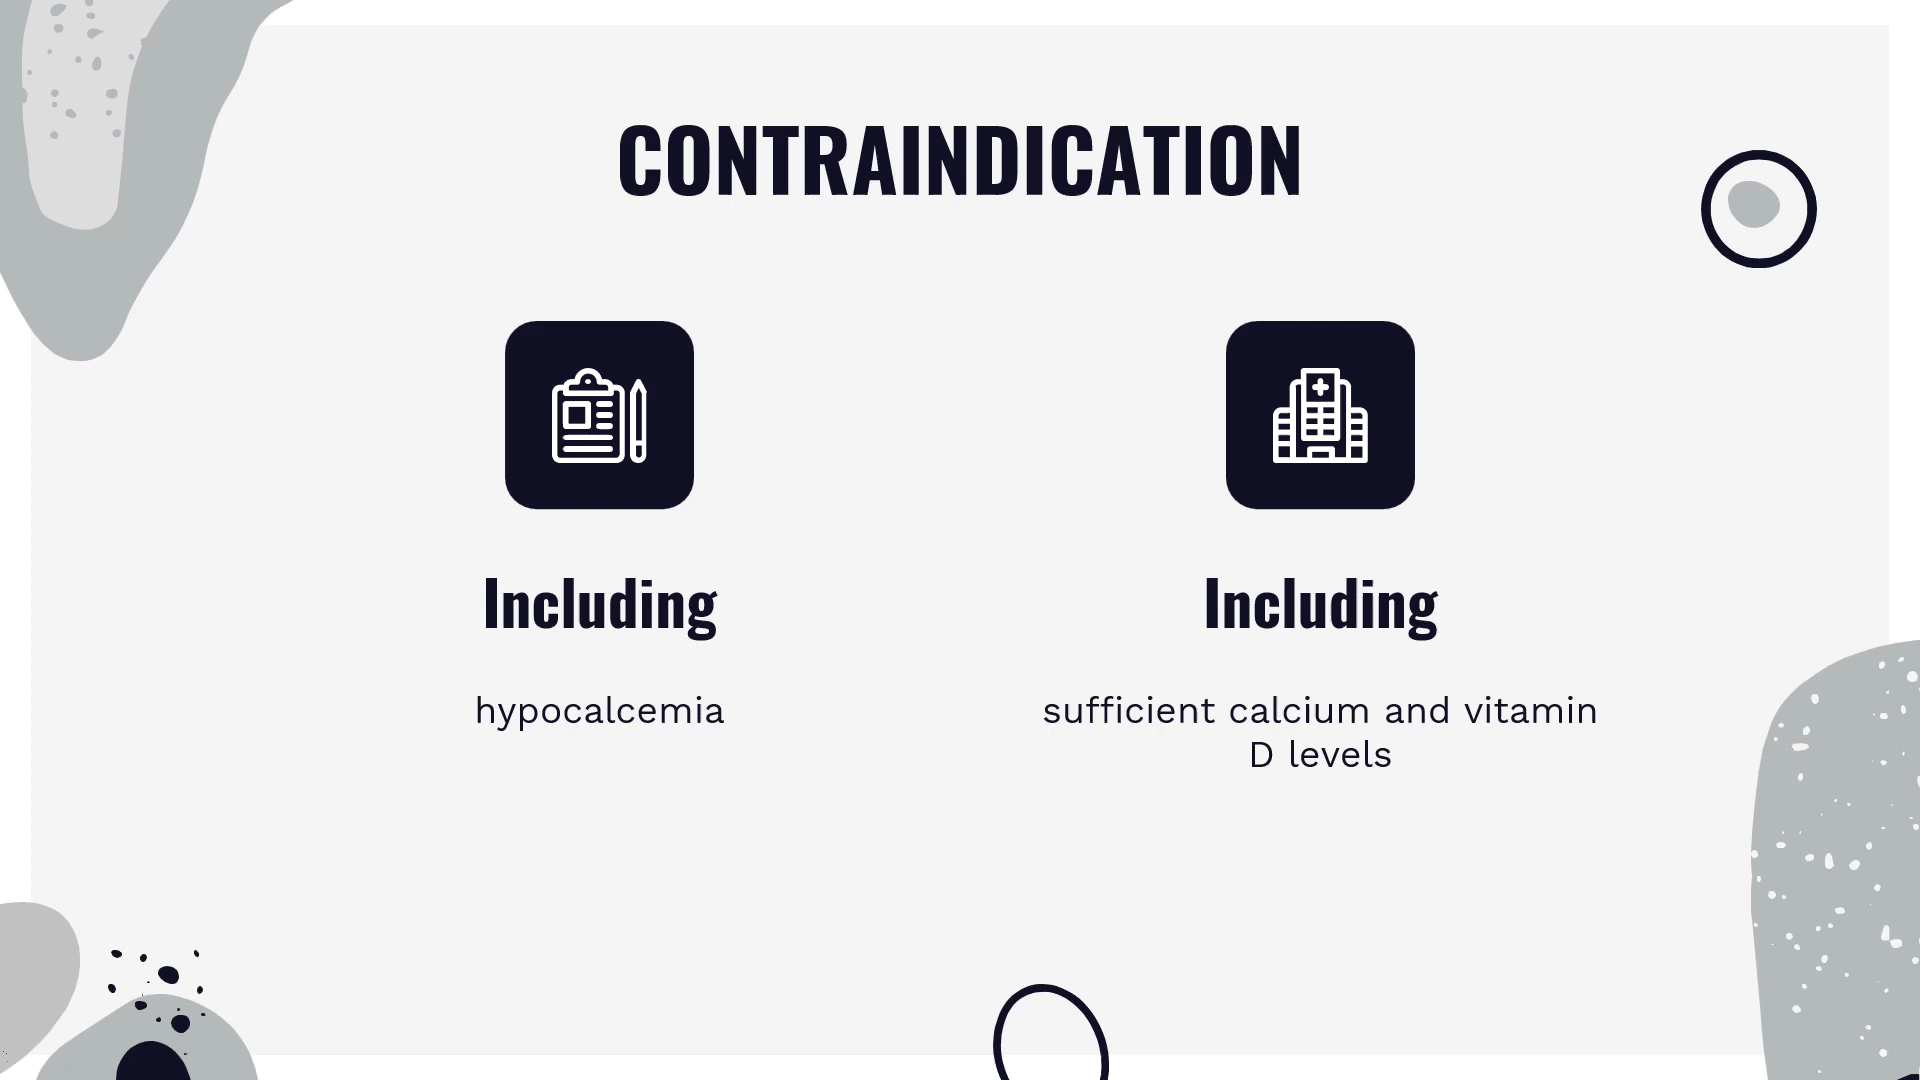 CONTRAINDICATION
Including
hypocalcemia
Including
sufficient calcium and vitamin
D levels